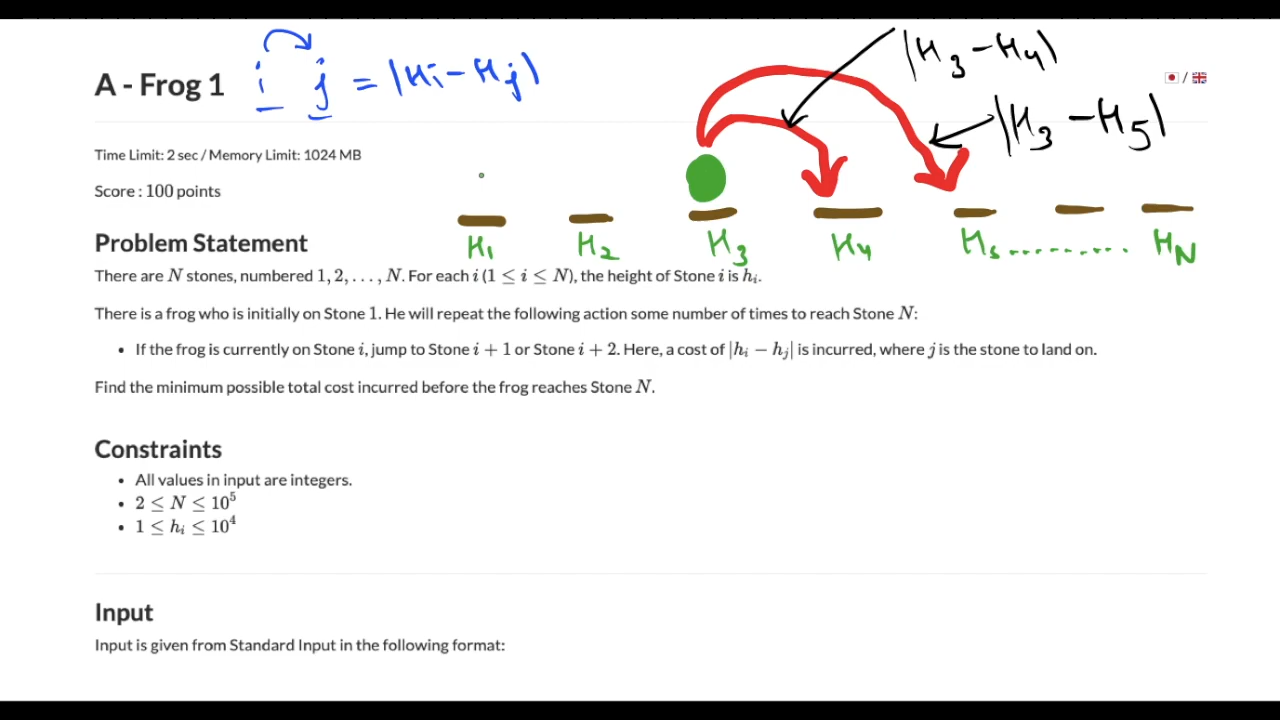 A - Frog 1
i j = |Hi - Hj|
|H3 - H4|
|H3 - H5|
/
Time Limit: 2 sec / Memory Limit: 1024 MB
Score : 100 points
H1 H2 H3 H4 H5 .......... HN
Problem Statement
There are N stones, numbered 1, 2, . . . , N. For each i (1 ≤ i ≤ N), the height of Stone i is hᵢ.
There is a frog who is initially on Stone 1. He will repeat the following action some number of times to reach Stone N:
• If the frog is currently on Stone i, jump to Stone i + 1 or Stone i + 2. Here, a cost of |hᵢ − hⱼ| is incurred, where j is the stone to land on.
Find the minimum possible total cost incurred before the frog reaches Stone N.
Constraints
• All values in input are integers.
• 2 ≤ N ≤ 10⁵
• 1 ≤ hᵢ ≤ 10⁴
Input
Input is given from Standard Input in the following format: